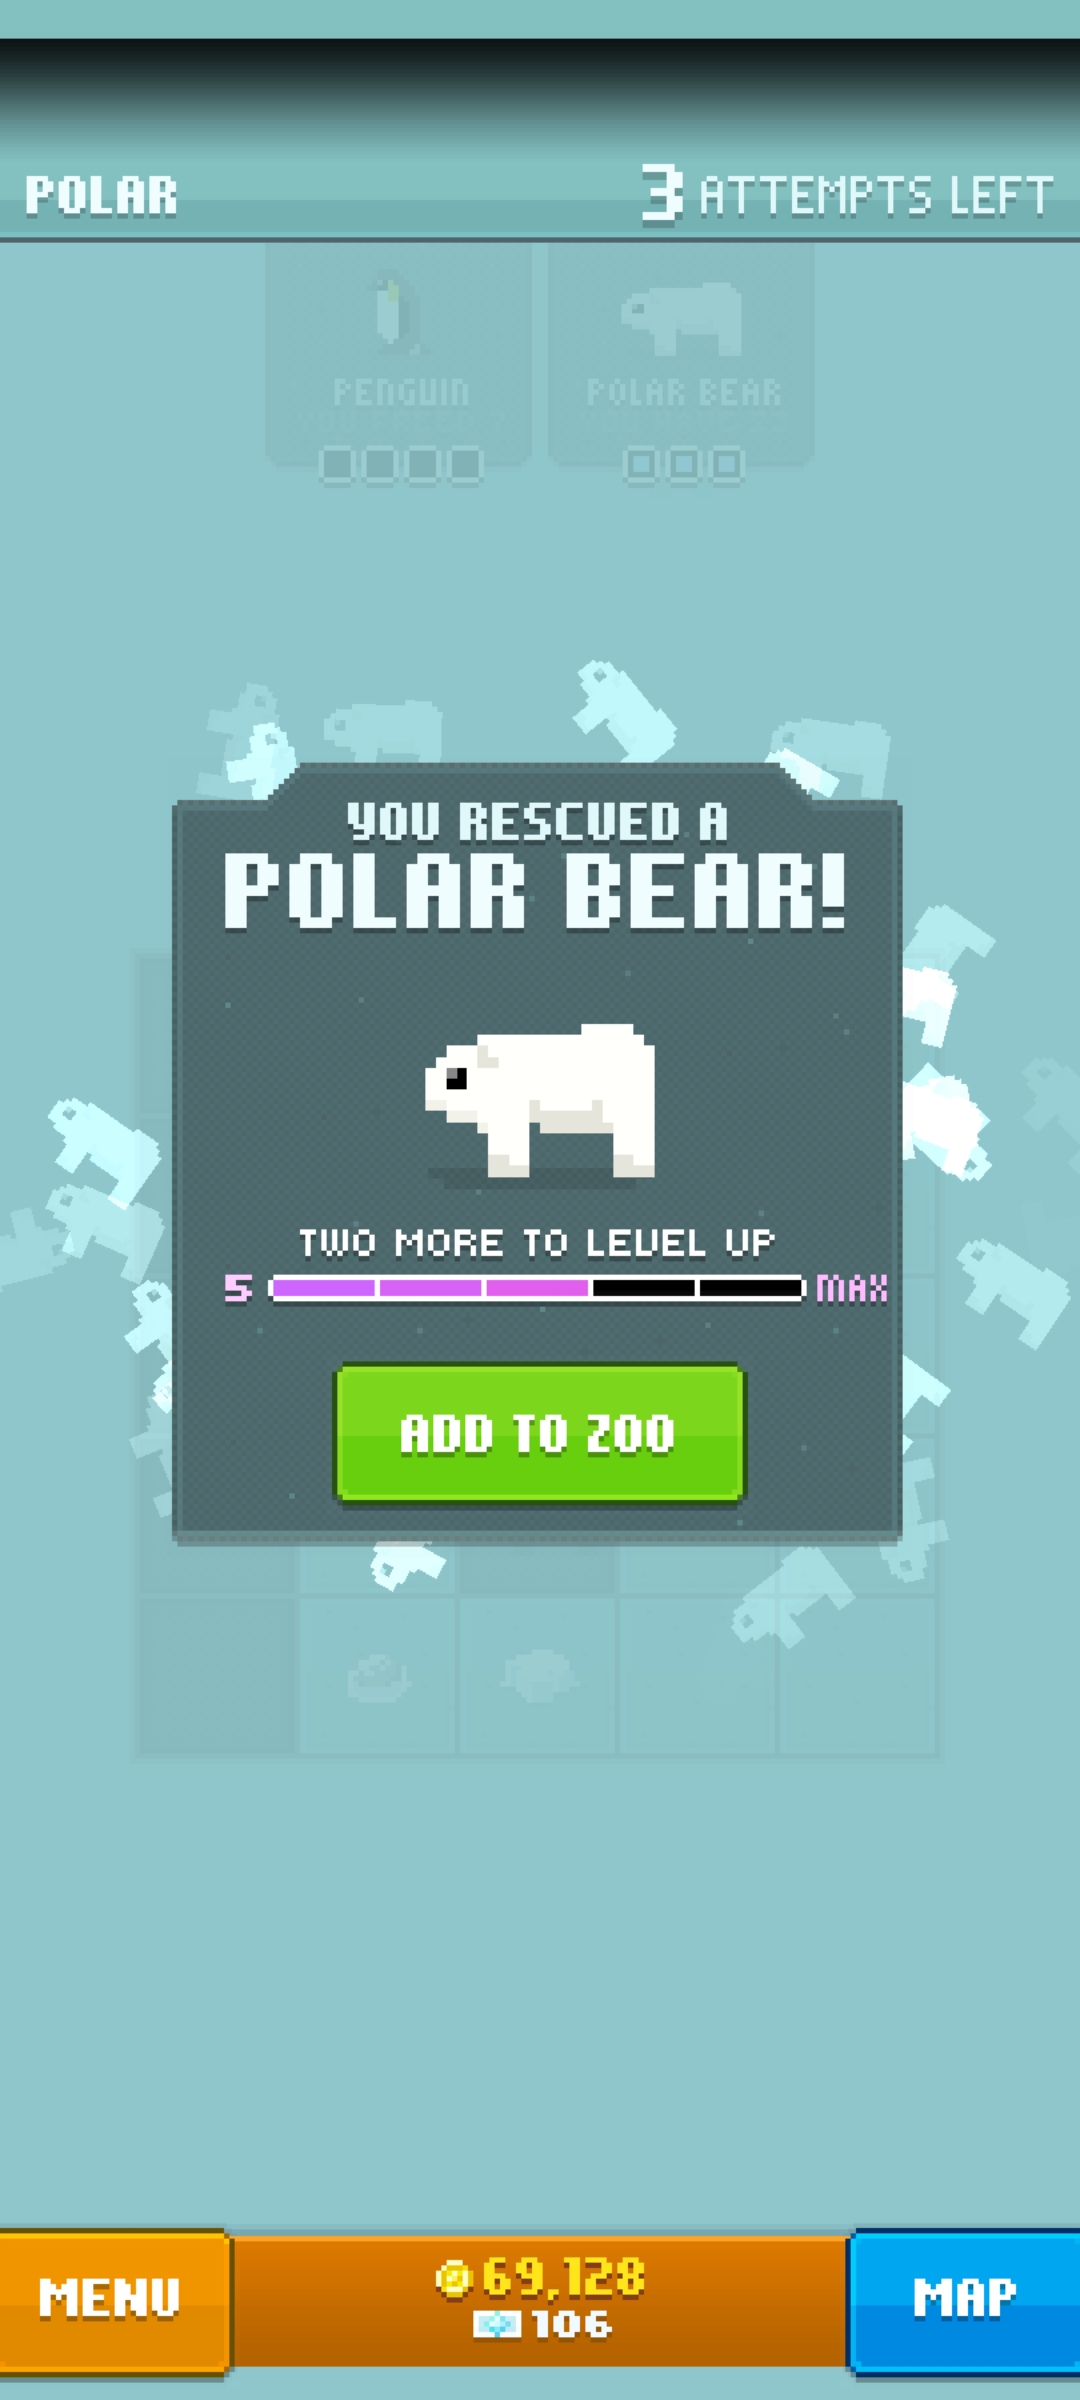 POLAR
3 ATTEMPTS LEFT
PENGUIN
POLAR BEAR
YOU RESCUED A
POLAR BEAR!
TWO MORE TO LEVEL UP
5 MAX
ADD TO ZOO
MENU
69,128
106
MAP